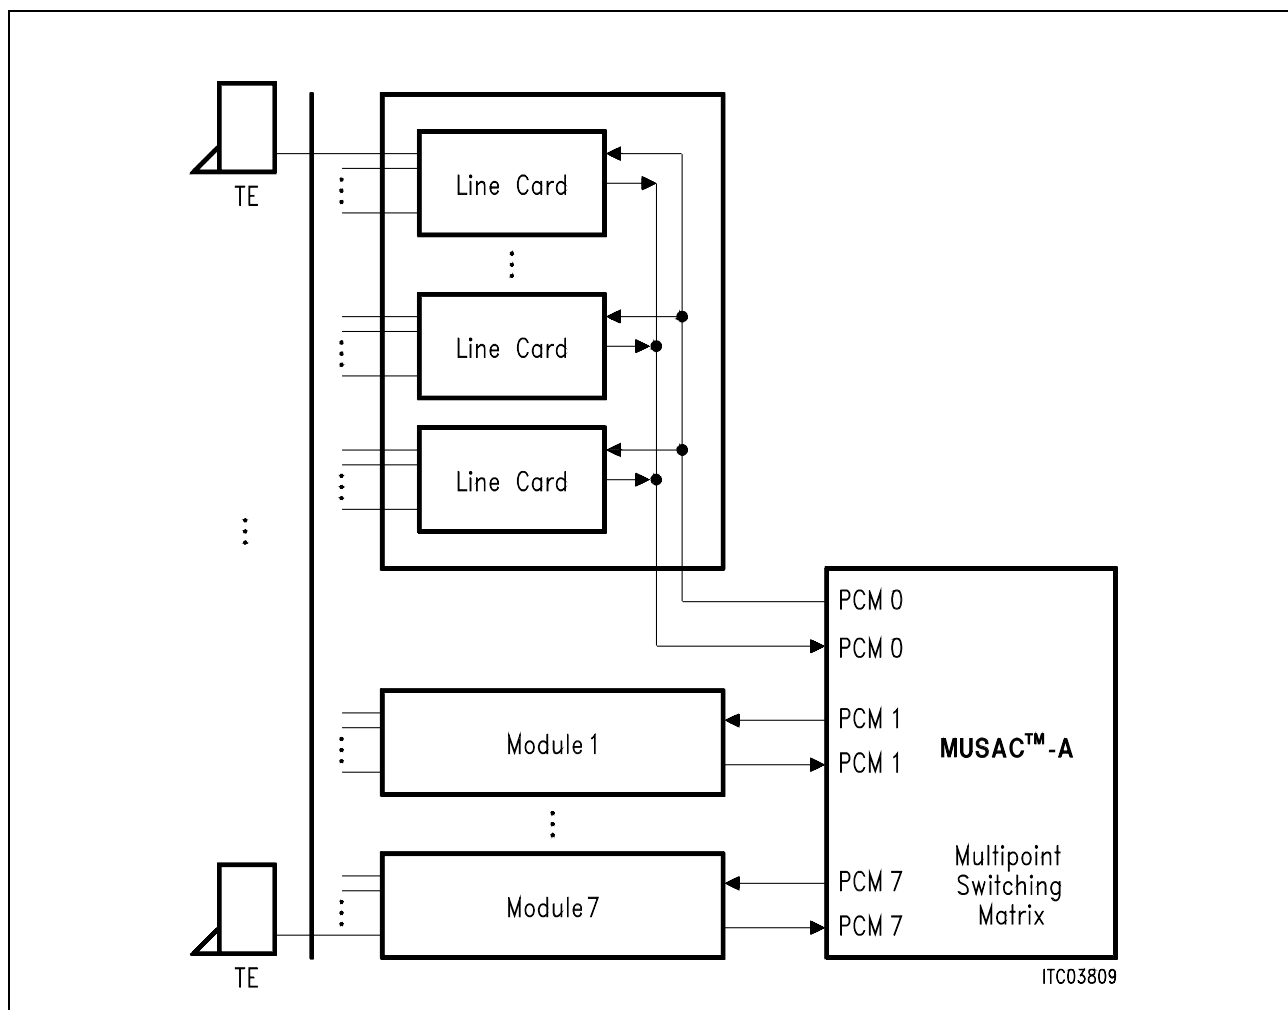 TE
Line Card
Line Card
Line Card
PCM 0
PCM 0
PCM 1
Module 1
MUSAC™-A
PCM 1
Multipoint
Switching
Matrix
PCM 7
Module 7
PCM 7
TE
ITC03809